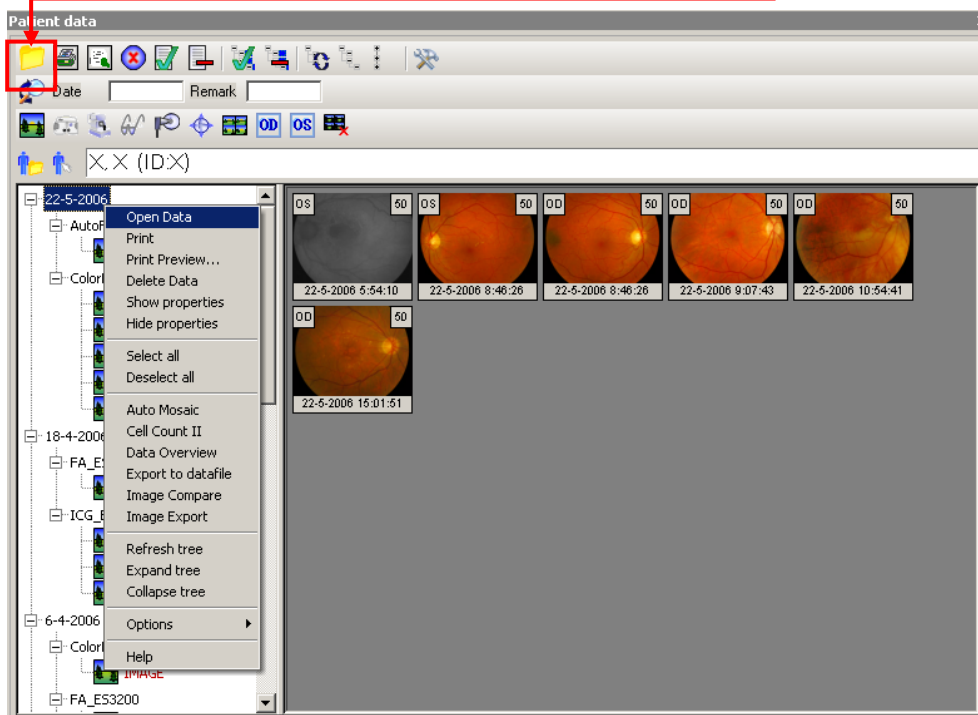 Patient data
Date
Remark
OD
OS
X, X (ID:X)
22-5-2006
AutoF
Color
18-4-2006
FA_E
ICG_E
6-4-2006
Color
IMAGE
FA_ES3200
Open Data
Print
Print Preview...
Delete Data
Show properties
Hide properties
Select all
Deselect all
Auto Mosaic
Cell Count II
Data Overview
Export to datafile
Image Compare
Image Export
Refresh tree
Expand tree
Collapse tree
Options
Help
OS 50
22-5-2006 5:54:10
OS 50
22-5-2006 8:46:26
OD 50
22-5-2006 8:46:26
OD 50
22-5-2006 9:07:43
OD 50
22-5-2006 10:54:41
OD 50
22-5-2006 15:01:51